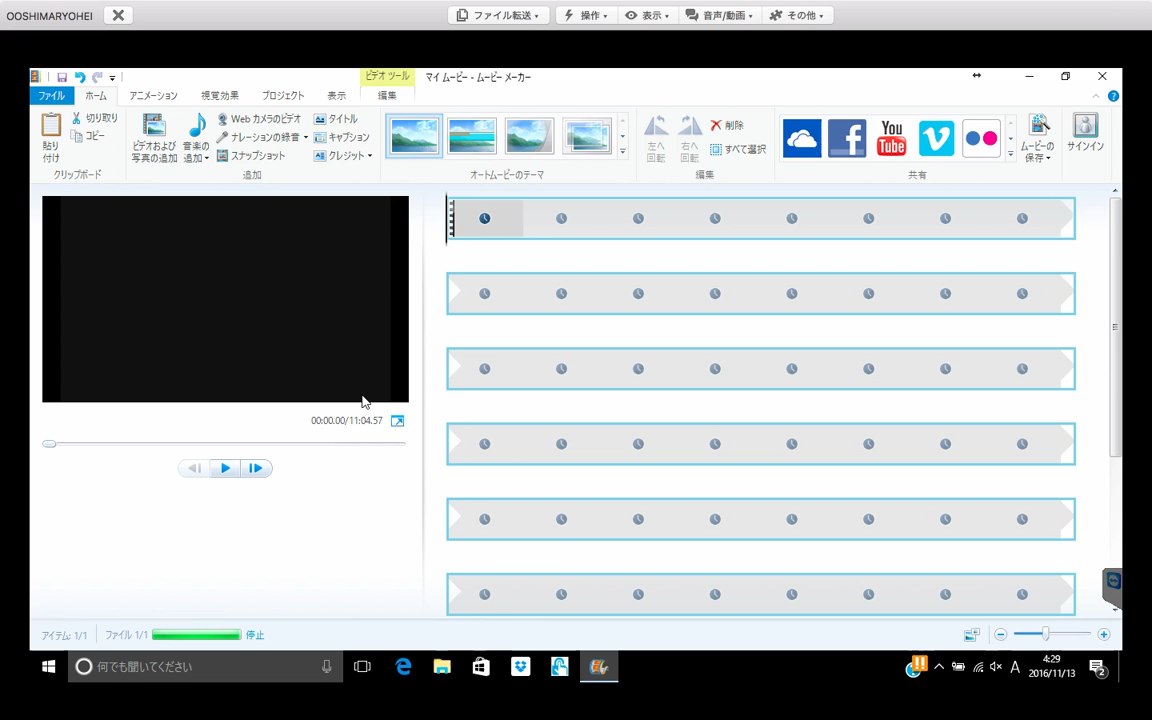 OOSHIMARYOHEI
ファイル転送 操作 表示 音声/動画 その他
ビデオ ツール マイ ムービー - ムービー メーカー
ファイル ホーム アニメーション 視覚効果 プロジェクト 表示 編集
貼り付け 切り取り コピー
クリップボード
ビデオおよび写真の追加 音楽の追加 Web カメラのビデオ ナレーションの録音 スナップショット タイトル キャプション クレジット
追加
オートムービーのテーマ
左へ回転 右へ回転 削除 すべて選択
編集
You Tube
共有
ムービーの保存 サインイン
00:00.00/11:04.57
アイテム: 1/1 ファイル 1/1 停止
何でも聞いてください
A
4:29
2016/11/13
2